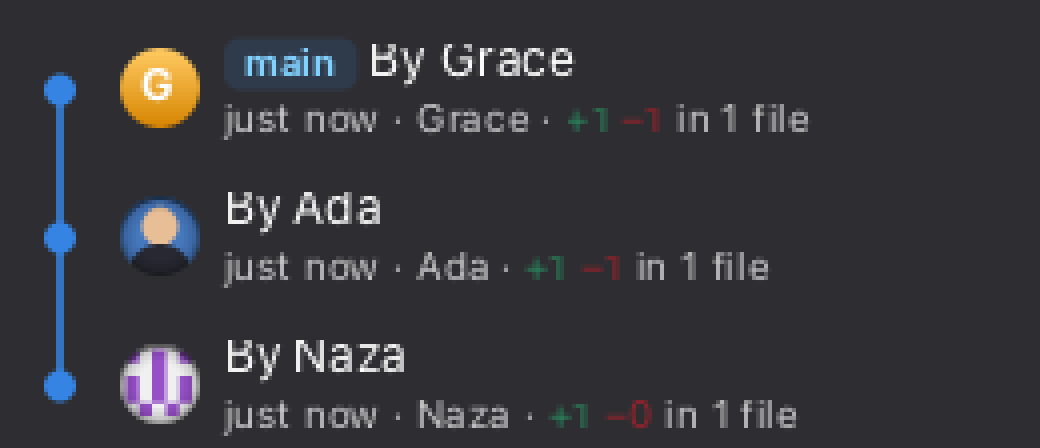 G main By Grace
just now · Grace · +1 −1 in 1 file
By Ada
just now · Ada · +1 −1 in 1 file
By Naza
just now · Naza · +1 −0 in 1 file